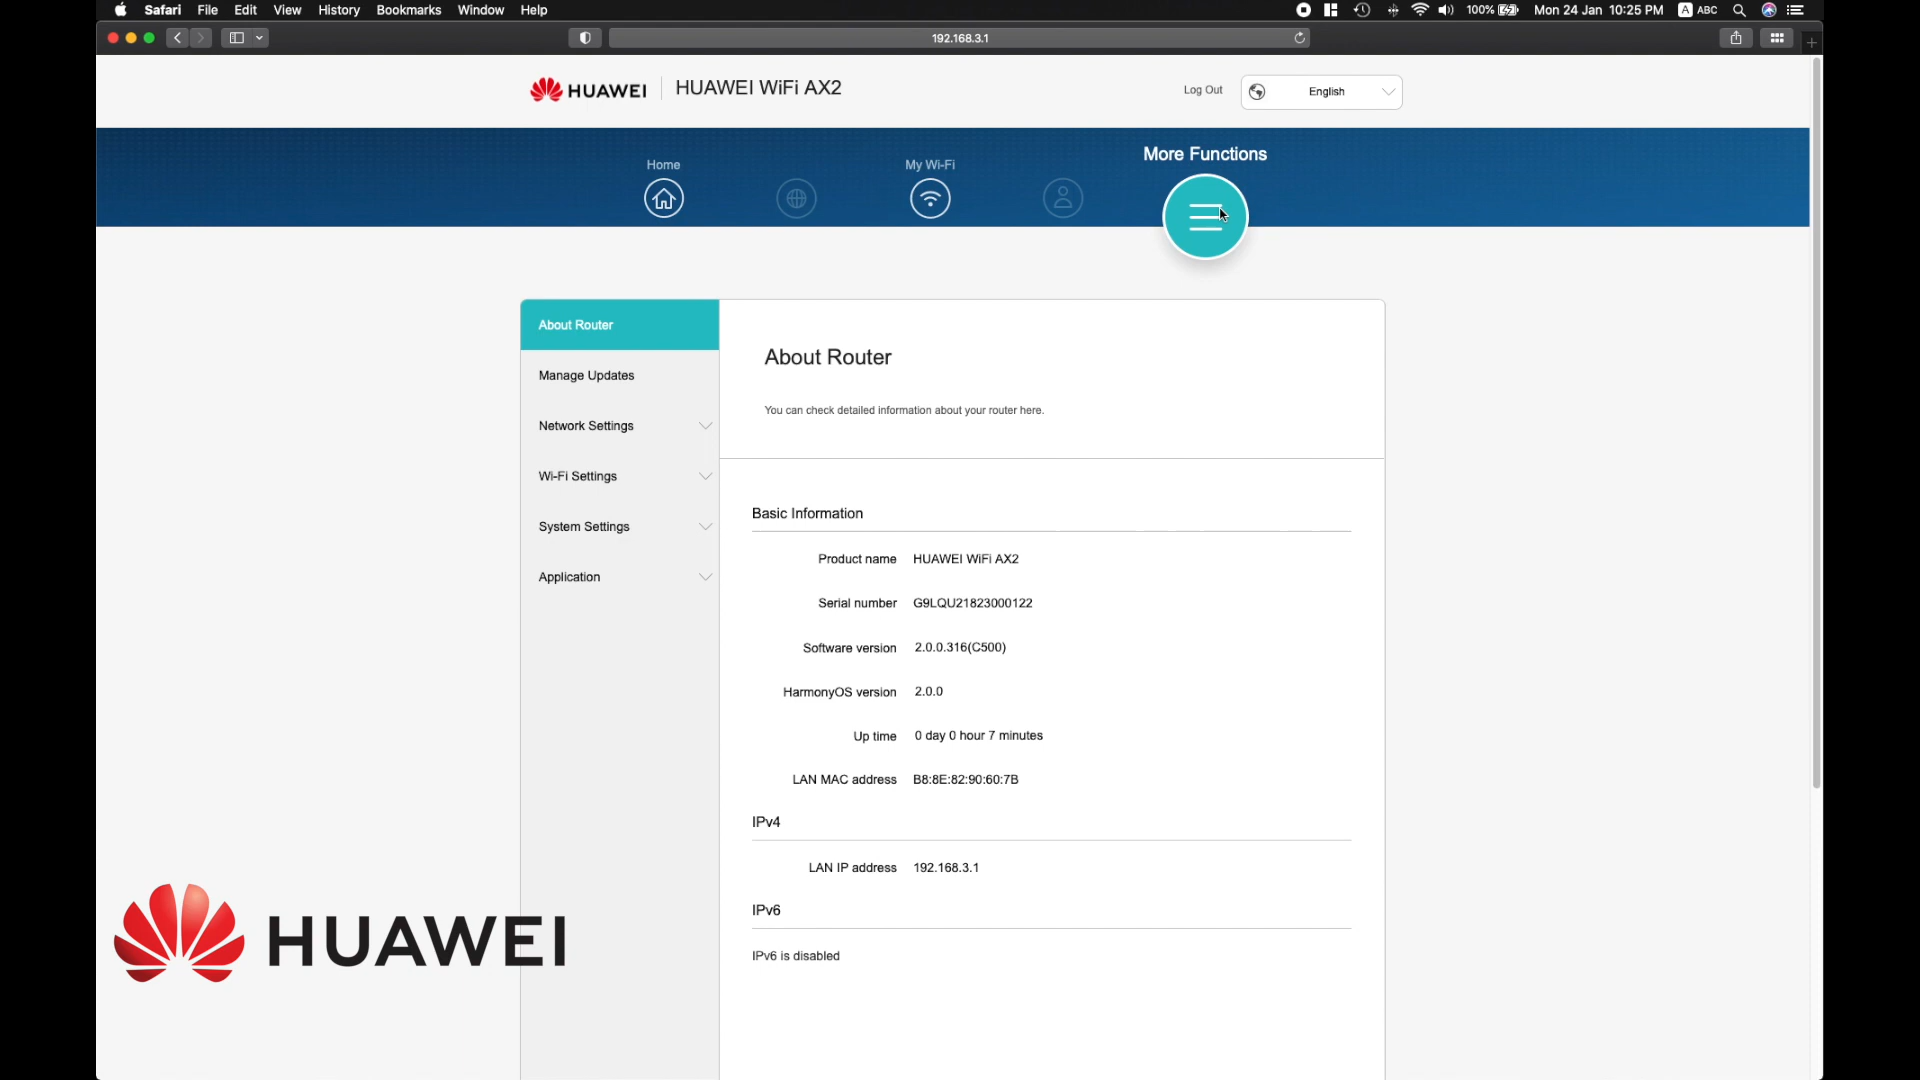 Safari File Edit View History Bookmarks Window Help 100% Mon 24 Jan 10:25 PM A ABC
192.168.3.1
HUAWEI HUAWEI WiFi AX2 Log Out English
Home My Wi-Fi More Functions
About Router
Manage Updates
Network Settings
Wi-Fi Settings
System Settings
Application
About Router
You can check detailed information about your router here.
Basic Information
Product name HUAWEI WiFi AX2
Serial number G9LQU21823000122
Software version 2.0.0.316(C500)
HarmonyOS version 2.0.0
Up time 0 day 0 hour 7 minutes
LAN MAC address B8:8E:82:90:60:7B
IPv4
LAN IP address 192.168.3.1
IPv6
IPv6 is disabled
HUAWEI